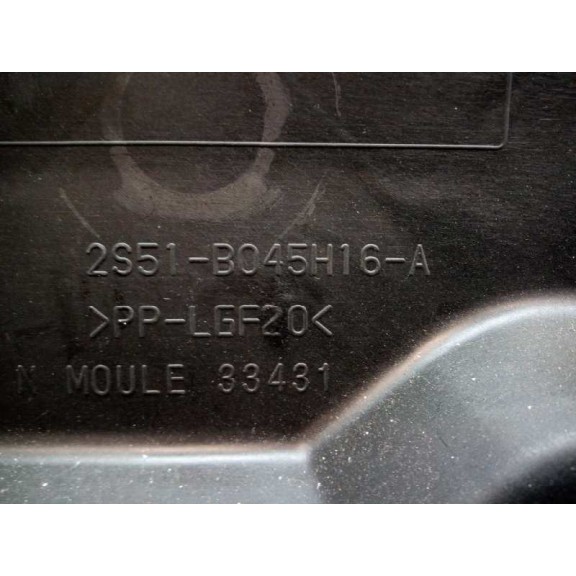 2S51-B045H16-A
>PP-LGF20<
N MOULE 33431